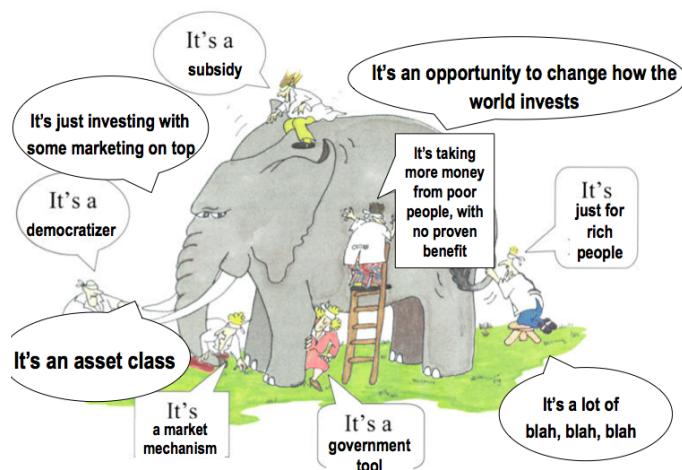 It's a
subsidy
It's an opportunity to change how the
world invests
It's just investing with
some marketing on top
It's taking
more money
from poor
people, with
no proven
benefit
It's a
democratizer
It's
just for
rich
people
It's an asset class
It's
a market
mechanism
It's a
government
tool
It's a lot of
blah, blah, blah